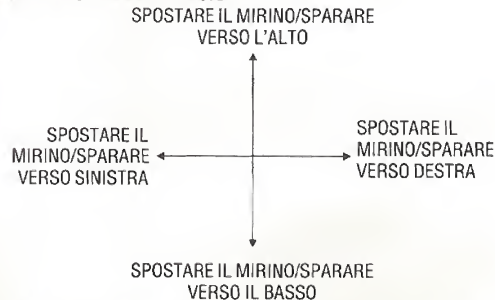 SPOSTARE IL MIRINO/SPARARE
VERSO L'ALTO
SPOSTARE IL
MIRINO/SPARARE
VERSO SINISTRA
SPOSTARE IL
MIRINO/SPARARE
VERSO DESTRA
SPOSTARE IL MIRINO/SPARARE
VERSO IL BASSO